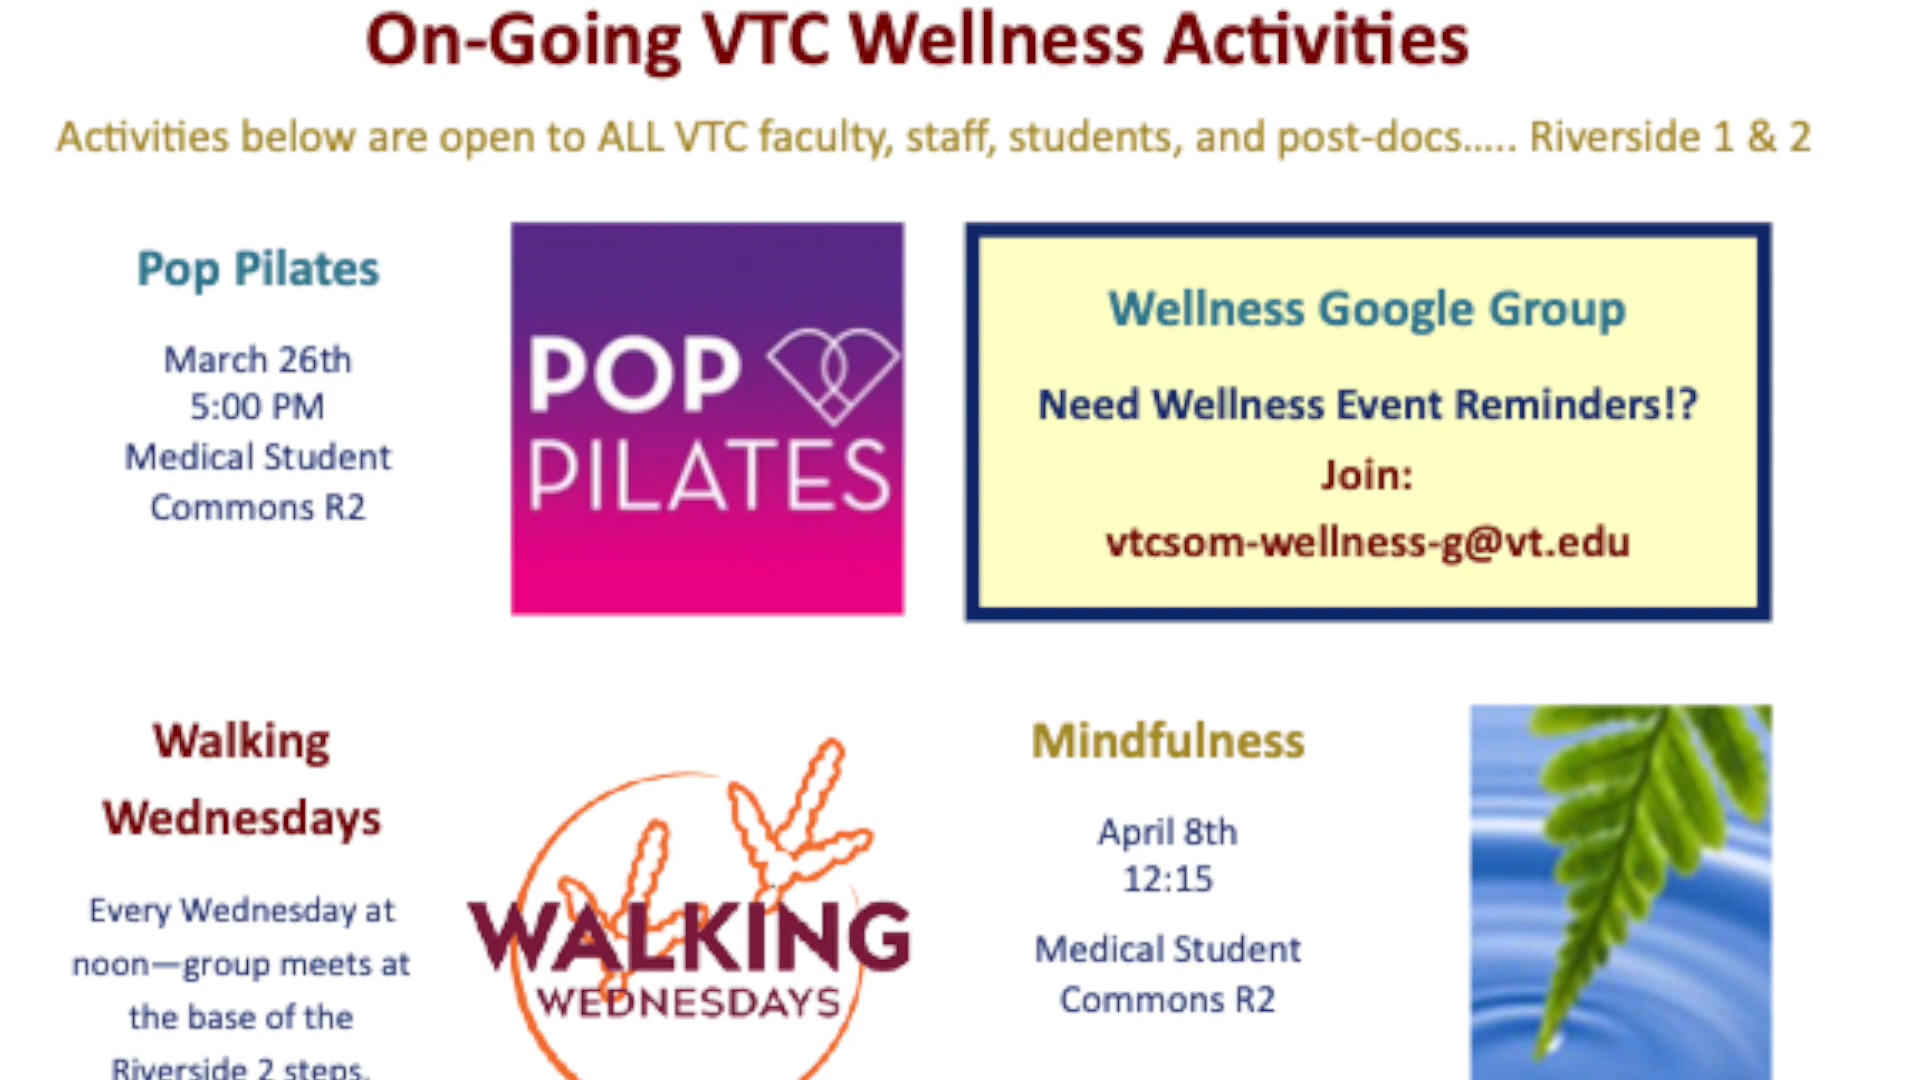 On-Going VTC Wellness Activities
Activities below are open to ALL VTC faculty, staff, students, and post-docs..... Riverside 1 & 2
Pop Pilates
March 26th
5:00 PM
Medical Student
Commons R2
POP
PILATES
Wellness Google Group
Need Wellness Event Reminders!?
Join:
vtcsom-wellness-g@vt.edu
Walking
Wednesdays
Every Wednesday at
noon—group meets at
the base of the
Riverside 2 steps.
WALKING
WEDNESDAYS
Mindfulness
April 8th
12:15
Medical Student
Commons R2